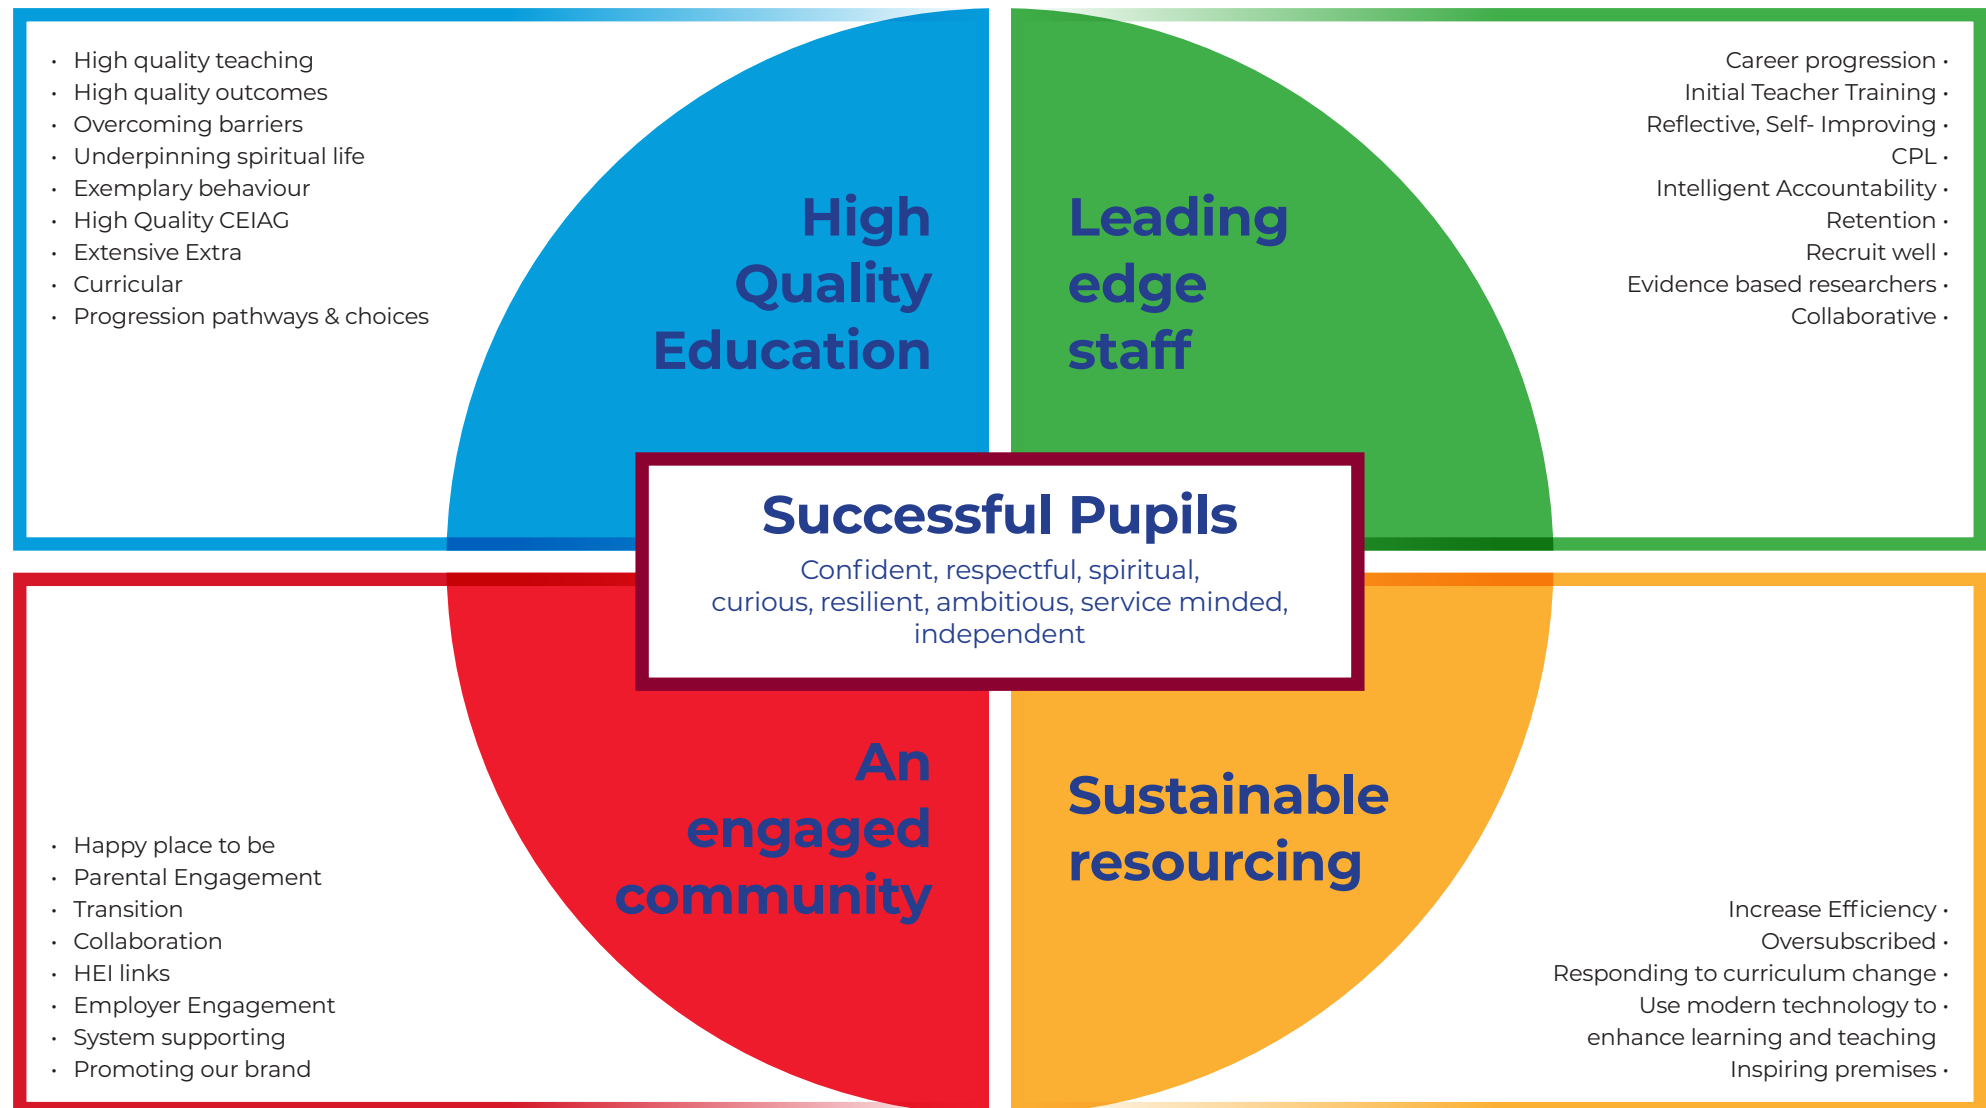 • High quality teaching
• High quality outcomes
• Overcoming barriers
• Underpinning spiritual life
• Exemplary behaviour
• High Quality CEIAG
• Extensive Extra
• Curricular
• Progression pathways & choices
High
Quality
Education
Leading
edge
staff
Career progression •
Initial Teacher Training •
Reflective, Self- Improving •
CPL •
Intelligent Accountability •
Retention •
Recruit well •
Evidence based researchers •
Collaborative •
Successful Pupils
Confident, respectful, spiritual,
curious, resilient, ambitious, service minded,
independent
• Happy place to be
• Parental Engagement
• Transition
• Collaboration
• HEI links
• Employer Engagement
• System supporting
• Promoting our brand
An
engaged
community
Sustainable
resourcing
Increase Efficiency •
Oversubscribed •
Responding to curriculum change •
Use modern technology to •
enhance learning and teaching
Inspiring premises •